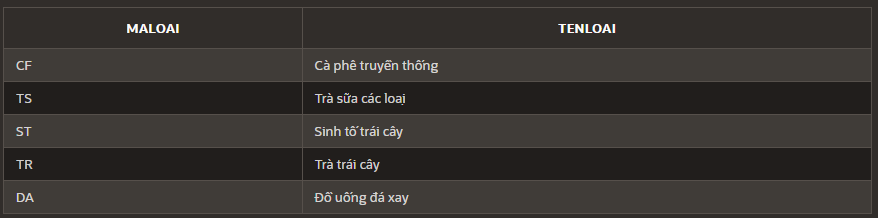 MALOAI TENLOAI
CF Cà phê truyền thống
TS Trà sữa các loại
ST Sinh tố trái cây
TR Trà trái cây
DA Đồ uống đá xay